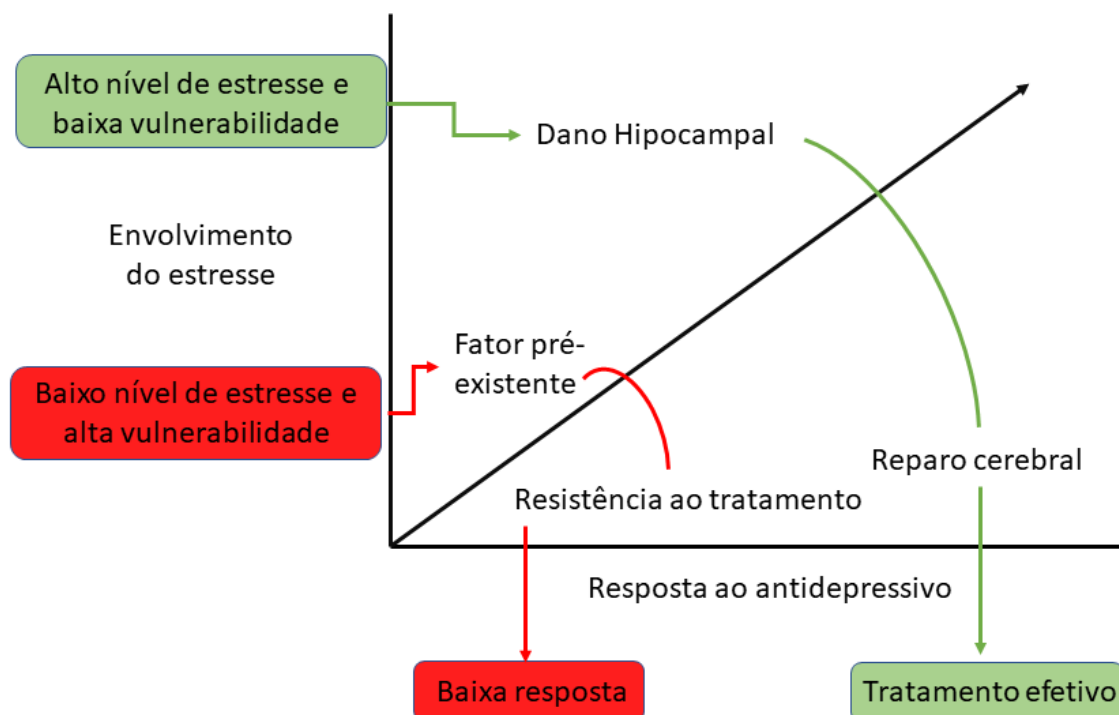 Alto nível de estresse e
baixa vulnerabilidade
Dano Hipocampal
Envolvimento
do estresse
Fator pré-
existente
Baixo nível de estresse e
alta vulnerabilidade
Reparo cerebral
Resistência ao tratamento
Resposta ao antidepressivo
Baixa resposta
Tratamento efetivo